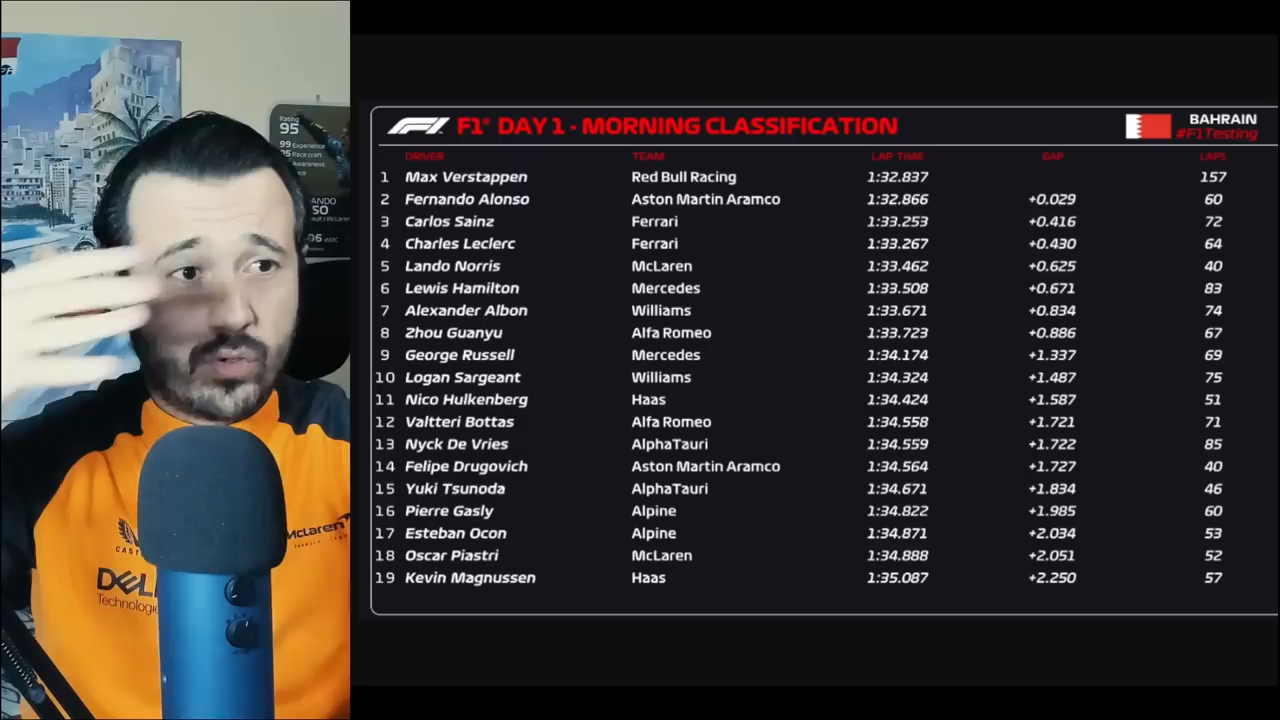 Rating
95
99 Experience
95 Racecraft
Awareness
F1 F1® DAY 1 - MORNING CLASSIFICATION BAHRAIN
#F1Testing
DRIVER TEAM LAP TIME GAP LAPS
1 Max Verstappen Red Bull Racing 1:32.837 157
2 Fernando Alonso Aston Martin Aramco 1:32.866 +0.029 60
3 Carlos Sainz Ferrari 1:33.253 +0.416 72
4 Charles Leclerc Ferrari 1:33.267 +0.430 64
5 Lando Norris McLaren 1:33.462 +0.625 40
6 Lewis Hamilton Mercedes 1:33.508 +0.671 83
7 Alexander Albon Williams 1:33.671 +0.834 74
8 Zhou Guanyu Alfa Romeo 1:33.723 +0.886 67
9 George Russell Mercedes 1:34.174 +1.337 69
10 Logan Sargeant Williams 1:34.324 +1.487 75
11 Nico Hulkenberg Haas 1:34.424 +1.587 51
12 Valtteri Bottas Alfa Romeo 1:34.558 +1.721 71
13 Nyck De Vries AlphaTauri 1:34.559 +1.722 85
14 Felipe Drugovich Aston Martin Aramco 1:34.564 +1.727 40
15 Yuki Tsunoda AlphaTauri 1:34.671 +1.834 46
16 Pierre Gasly Alpine 1:34.822 +1.985 60
17 Esteban Ocon Alpine 1:34.871 +2.034 53
18 Oscar Piastri McLaren 1:34.888 +2.051 52
19 Kevin Magnussen Haas 1:35.087 +2.250 57
McLaren
DELL
Technologie